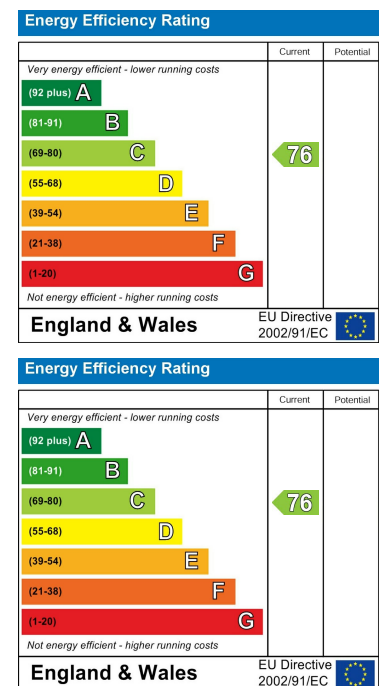 Energy Efficiency Rating
Current Potential
Very energy efficient - lower running costs
(92 plus) A
(81-91) B
(69-80) C 76
(55-68) D
(39-54) E
(21-38) F
(1-20) G
Not energy efficient - higher running costs
England & Wales EU Directive
2002/91/EC
Energy Efficiency Rating
Current Potential
Very energy efficient - lower running costs
(92 plus) A
(81-91) B
(69-80) C 76
(55-68) D
(39-54) E
(21-38) F
(1-20) G
Not energy efficient - higher running costs
England & Wales EU Directive
2002/91/EC